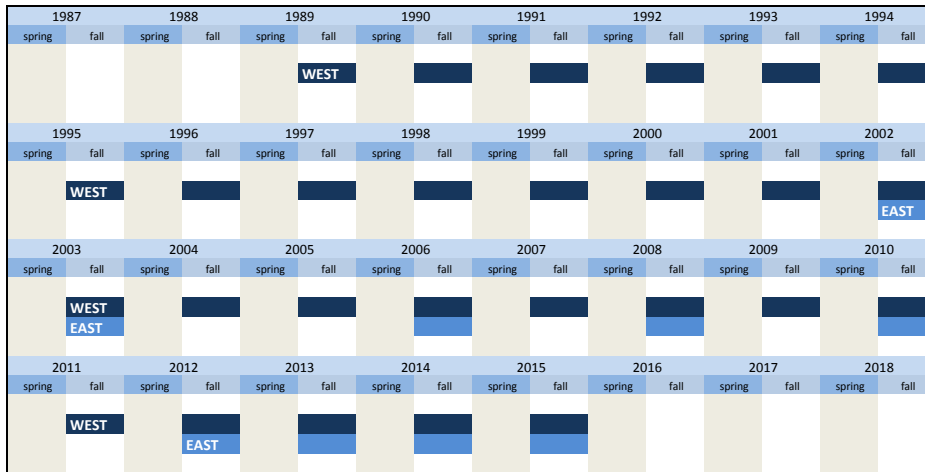 1987 1988 1989 1990 1991 1992 1993 1994
spring fall spring fall spring fall spring fall spring fall spring fall spring fall spring fall
WEST
1995 1996 1997 1998 1999 2000 2001 2002
spring fall spring fall spring fall spring fall spring fall spring fall spring fall spring fall
WEST
EAST
2003 2004 2005 2006 2007 2008 2009 2010
spring fall spring fall spring fall spring fall spring fall spring fall spring fall spring fall
WEST
EAST
2011 2012 2013 2014 2015 2016 2017 2018
spring fall spring fall spring fall spring fall spring fall spring fall spring fall spring fall
WEST
EAST